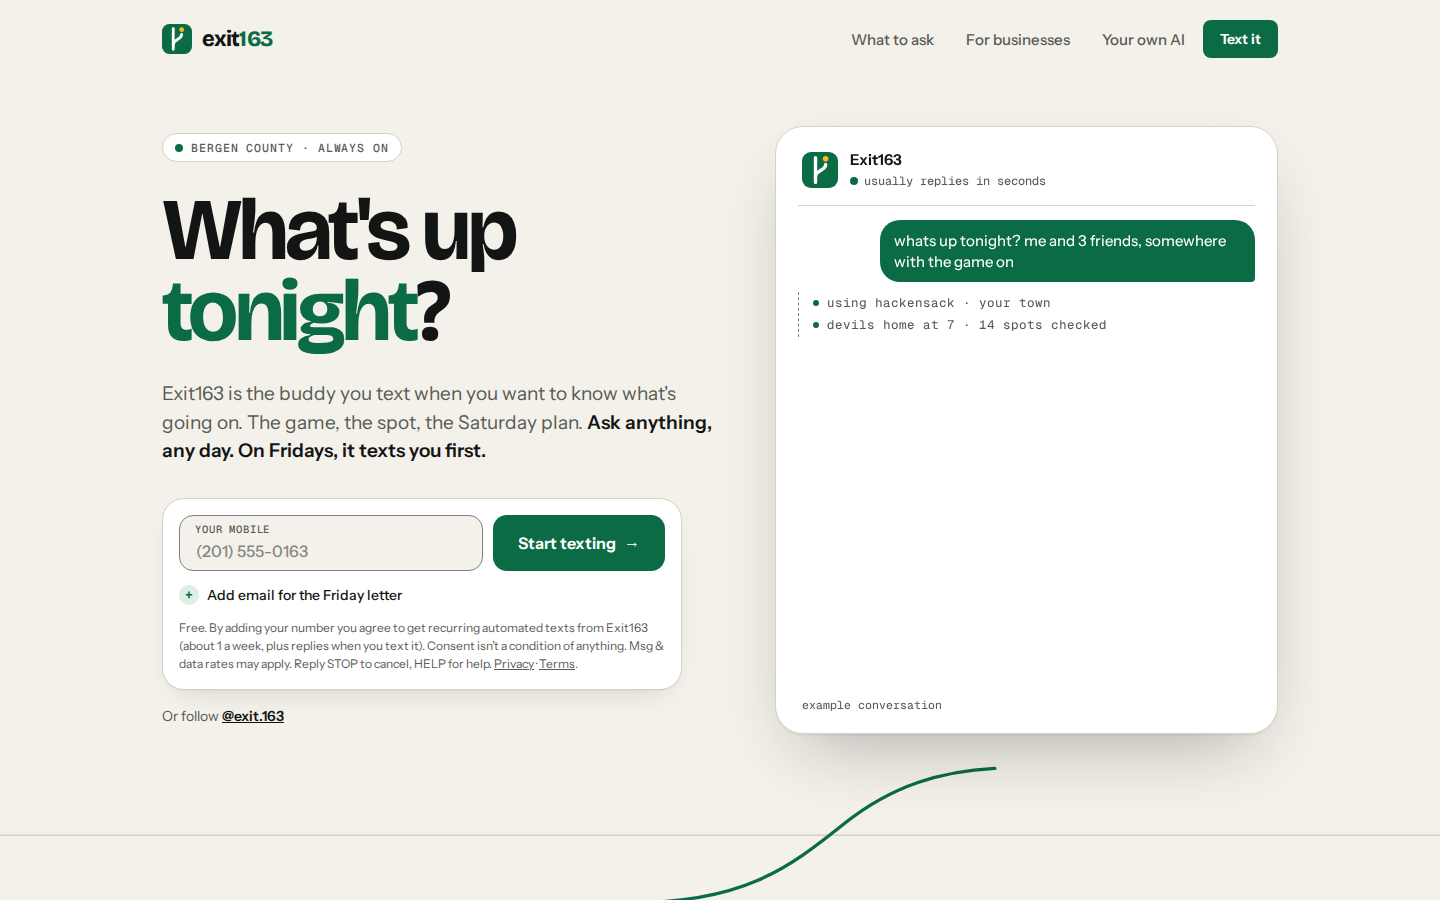 exit163
What to ask
For businesses
Your own AI
Text it
BERGEN COUNTY · ALWAYS ON
What's up
tonight?
Exit163 is the buddy you text when you want to know what's
going on. The game, the spot, the Saturday plan. Ask anything,
any day. On Fridays, it texts you first.
YOUR MOBILE
(201) 555-0163
Start texting →
+ Add email for the Friday letter
Free. By adding your number you agree to get recurring automated texts from Exit163
(about 1 a week, plus replies when you text it). Consent isn't a condition of anything. Msg &
data rates may apply. Reply STOP to cancel, HELP for help. Privacy · Terms.
Or follow @exit.163
Exit163
usually replies in seconds
whats up tonight? me and 3 friends, somewhere
with the game on
using hackensack · your town
devils home at 7 · 14 spots checked
example conversation